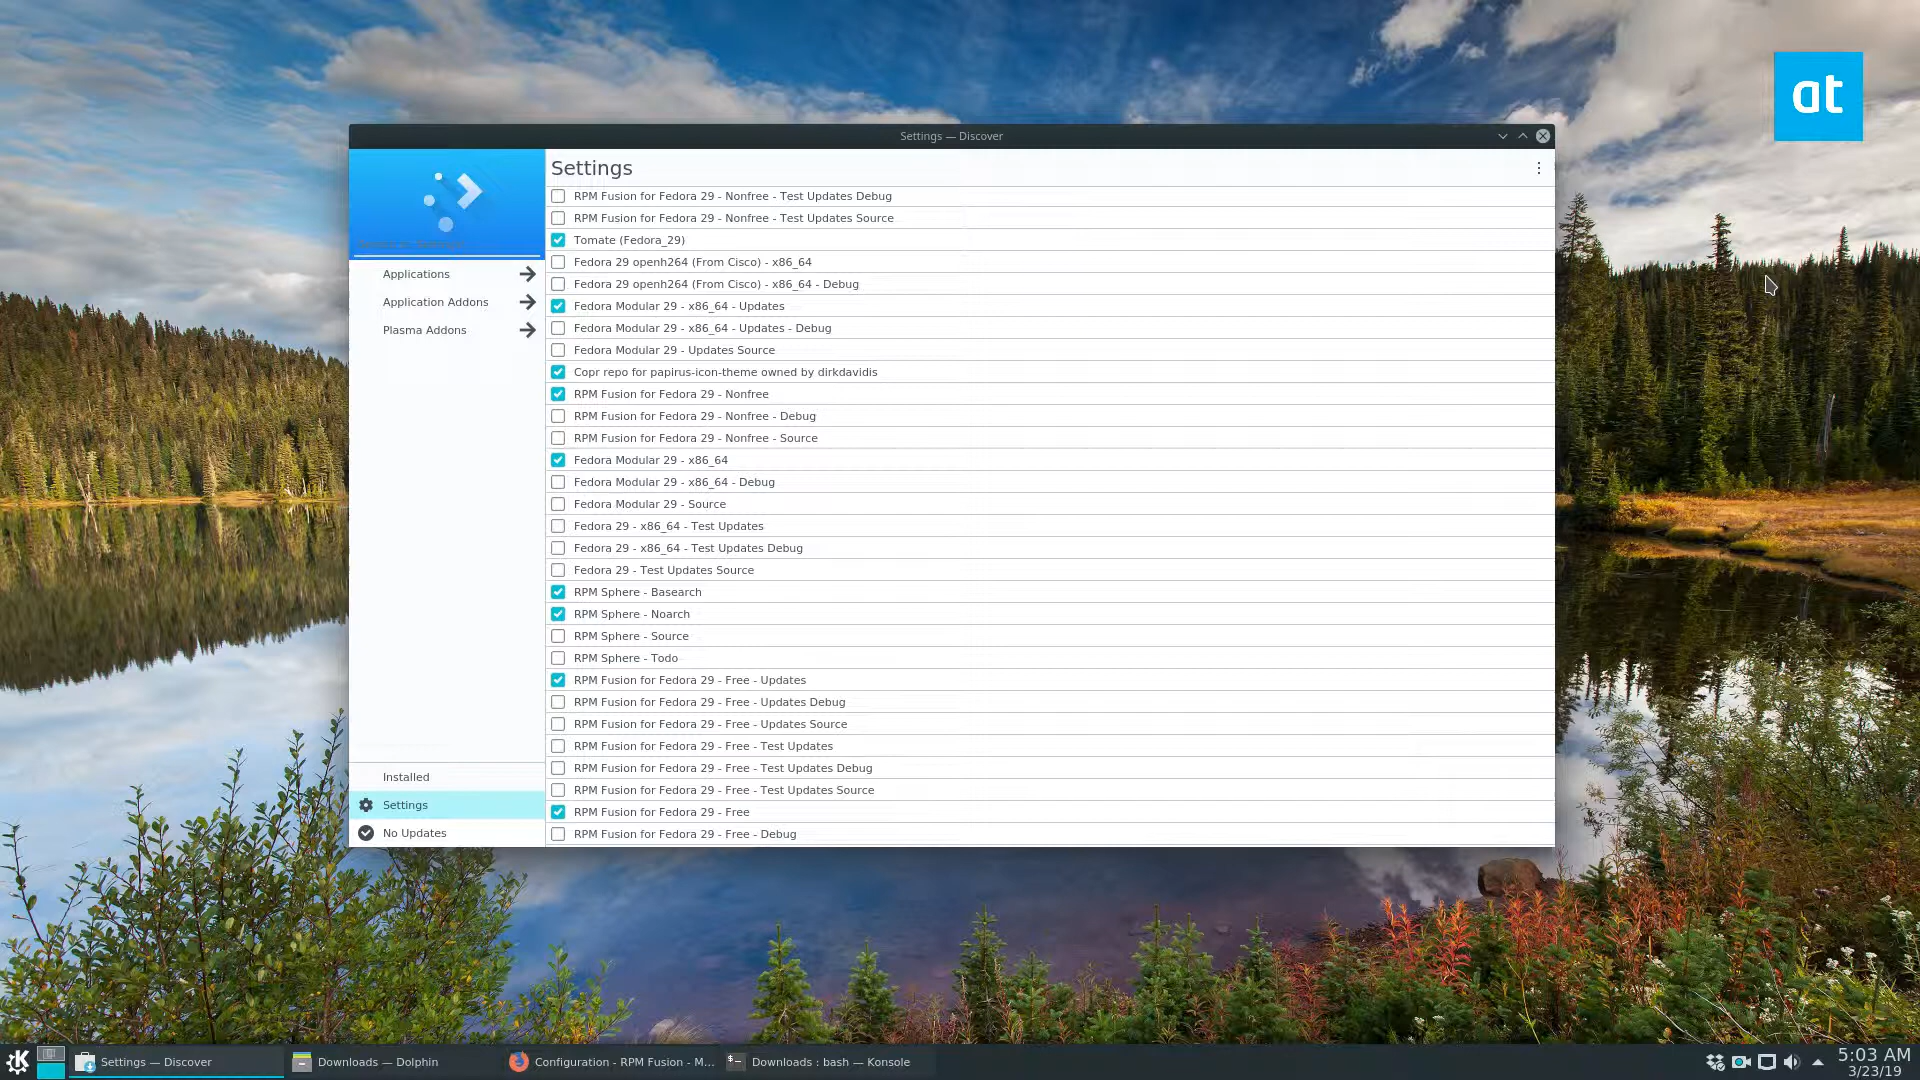 at
Settings — Discover
Settings
RPM Fusion for Fedora 29 - Nonfree - Test Updates Debug
RPM Fusion for Fedora 29 - Nonfree - Test Updates Source
Tomate (Fedora_29)
Fedora 29 openh264 (From Cisco) - x86_64
Applications
Fedora 29 openh264 (From Cisco) - x86_64 - Debug
Application Addons
Fedora Modular 29 - x86_64 - Updates
Plasma Addons
Fedora Modular 29 - x86_64 - Updates - Debug
Fedora Modular 29 - Updates Source
Copr repo for papirus-icon-theme owned by dirkdavidis
RPM Fusion for Fedora 29 - Nonfree
RPM Fusion for Fedora 29 - Nonfree - Debug
RPM Fusion for Fedora 29 - Nonfree - Source
Fedora Modular 29 - x86_64
Fedora Modular 29 - x86_64 - Debug
Fedora Modular 29 - Source
Fedora 29 - x86_64 - Test Updates
Fedora 29 - x86_64 - Test Updates Debug
Fedora 29 - Test Updates Source
RPM Sphere - Basearch
RPM Sphere - Noarch
RPM Sphere - Source
RPM Sphere - Todo
RPM Fusion for Fedora 29 - Free - Updates
RPM Fusion for Fedora 29 - Free - Updates Debug
RPM Fusion for Fedora 29 - Free - Updates Source
RPM Fusion for Fedora 29 - Free - Test Updates
RPM Fusion for Fedora 29 - Free - Test Updates Debug
RPM Fusion for Fedora 29 - Free - Test Updates Source
RPM Fusion for Fedora 29 - Free
RPM Fusion for Fedora 29 - Free - Debug
Installed
Settings
No Updates
Settings — Discover
Downloads — Dolphin
Configuration - RPM Fusion - M...
Downloads : bash — Konsole
5:03 AM
3/23/19